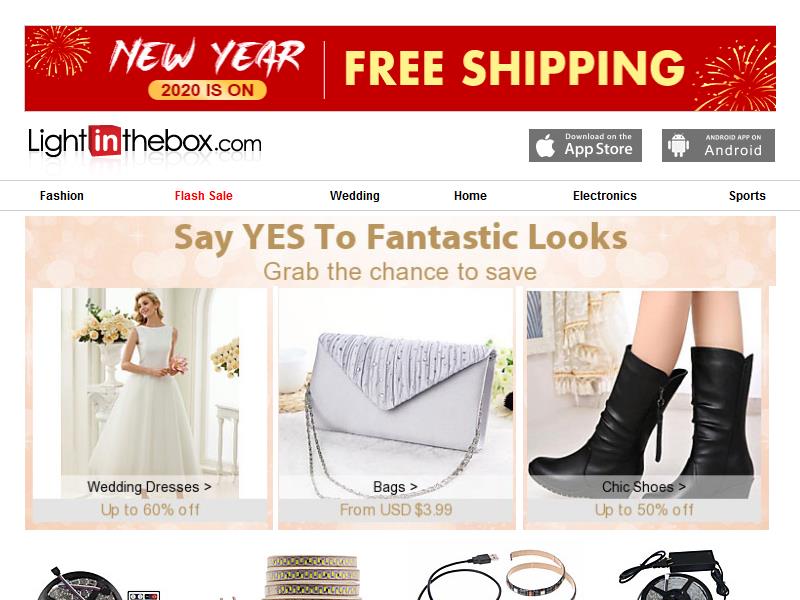 NEW YEAR
2020 IS ON
FREE SHIPPING
Lightinthebox.com
Download on the
App Store
ANDROID APP ON
Android
Fashion
Flash Sale
Wedding
Home
Electronics
Sports
Say YES To Fantastic Looks
Grab the chance to save
Wedding Dresses >
Up to 60% off
Bags >
From USD $3.99
Chic Shoes >
Up to 50% off